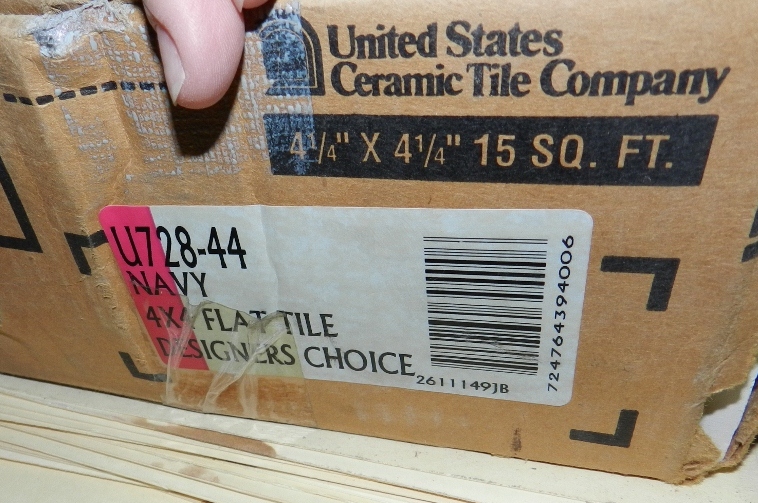 United States
Ceramic Tile Company
4 1/4" X 4 1/4" 15 SQ. FT.
U728-44
NAVY
4X4 FLAT TILE
DESIGNERS CHOICE
2611149JB
724764394006